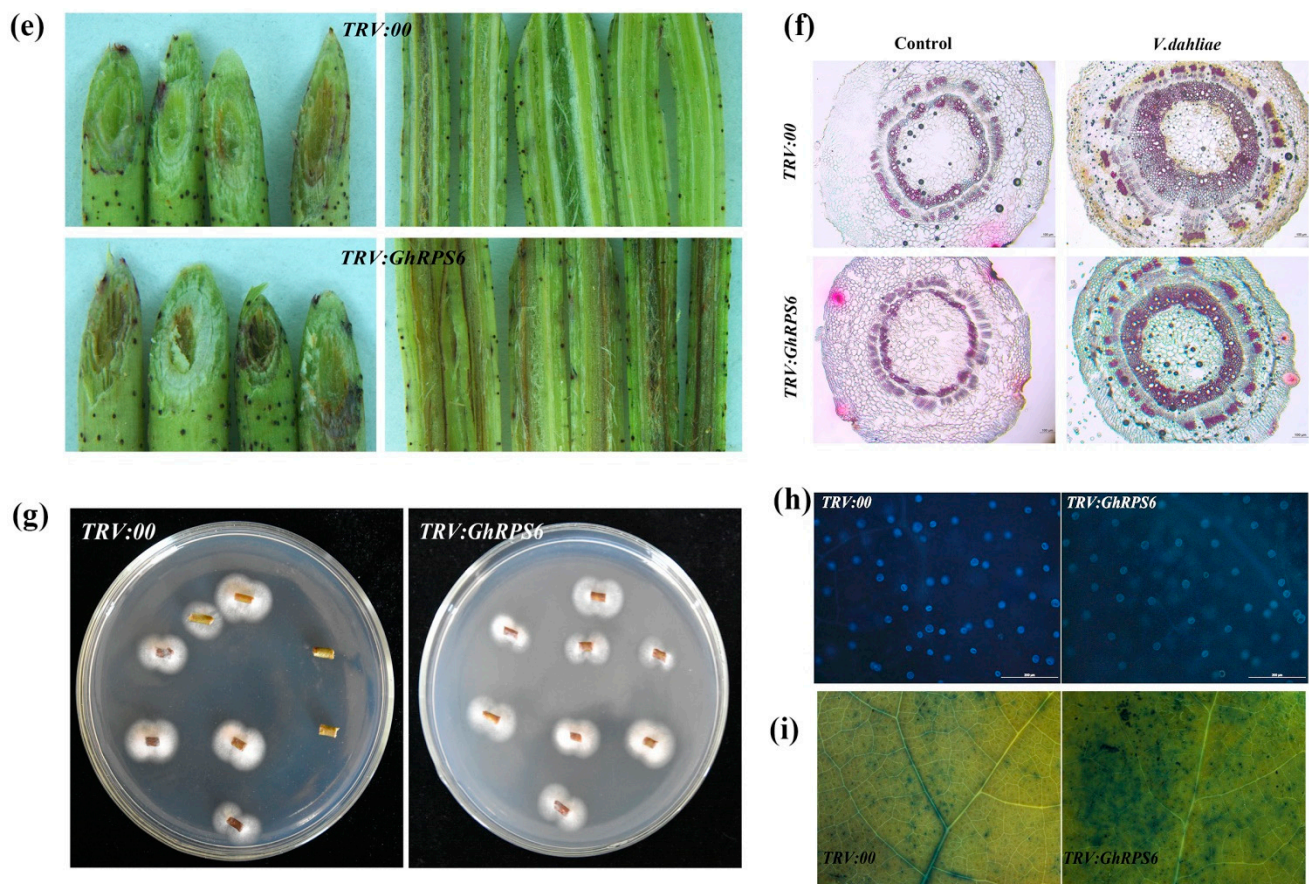 (e)
TRV:00
TRV:GhRPS6
(f)
Control
V.dahliae
TRV:00
TRV:GhRPS6
(g)
TRV:00
TRV:GhRPS6
(h)
TRV:00
TRV:GhRPS6
(i)
TRV:00
TRV:GhRPS6